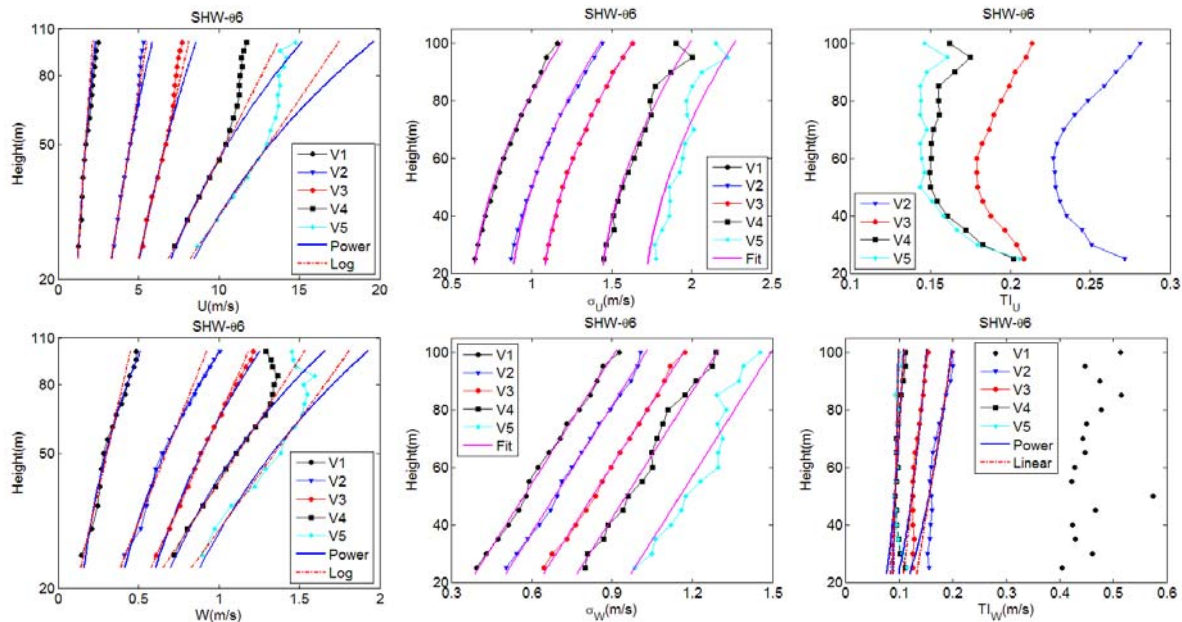 SHW-θ6
110
80
50
20
Height(m)
0
5
10
15
20
U(m/s)
V1
V2
V3
V4
V5
Power
Log
SHW-θ6
120
100
80
60
40
20
Height(m)
0.5
1
1.5
2
2.5
σU(m/s)
V1
V2
V3
V4
V5
Fit
SHW-θ6
120
100
80
60
40
20
Height (m)
0.1
0.15
0.2
0.25
0.3
TIU
V2
V3
V4
V5
SHW-θ6
110
80
50
20
Height(m)
0
0.5
1
1.5
2
W(m/s)
V1
V2
V3
V4
V5
Power
Log
SHW-θ6
120
100
80
60
40
20
Height(m)
0.3
0.6
0.9
1.2
1.5
σW(m/s)
V1
V2
V3
V4
V5
Fit
SHW-θ6
120
100
80
60
40
20
Height(m)
0
0.1
0.2
0.3
0.4
0.5
0.6
TIW(m/s)
V1
V2
V3
V4
V5
Power
Linear